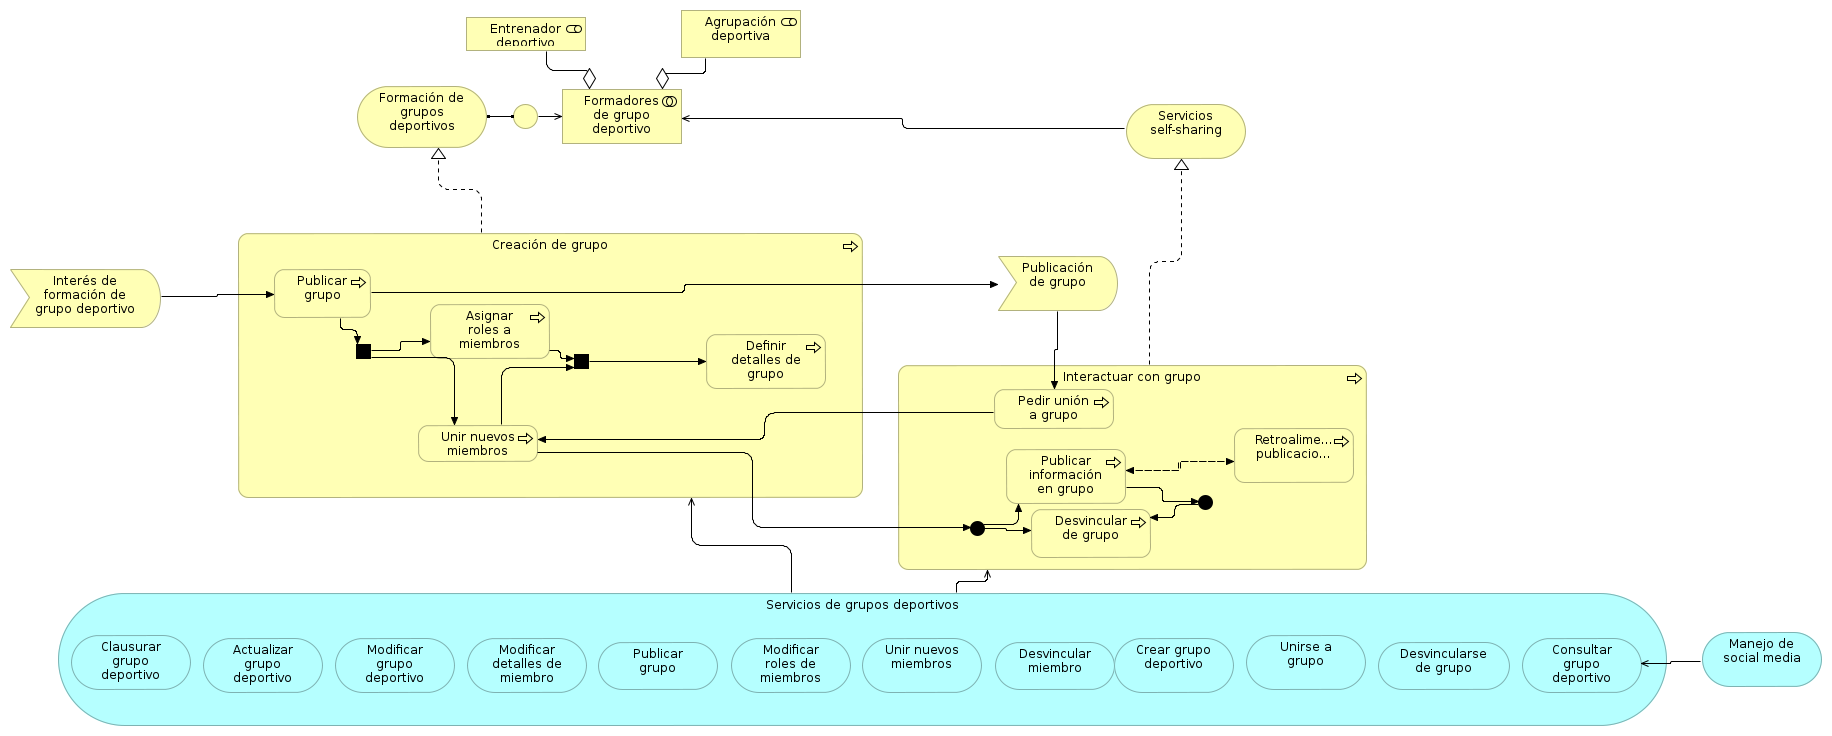 Entrenador
deportivo
Agrupación
deportiva
Formación de
grupos
deportivos
Formadores
de grupo
deportivo
Servicios
self-sharing
Creación de grupo
Interés de
formación de
grupo deportivo
Publicar
grupo
Publicación
de grupo
Asignar
roles a
miembros
Definir
detalles de
grupo
Unir nuevos
miembros
Interactuar con grupo
Pedir unión
a grupo
Publicar
información
en grupo
Retroalime...
publicacio...
Desvincular
de grupo
Servicios de grupos deportivos
Clausurar
grupo
deportivo
Actualizar
grupo
deportivo
Modificar
grupo
deportivo
Modificar
detalles de
miembro
Publicar
grupo
Modificar
roles de
miembros
Unir nuevos
miembros
Desvincular
miembro
Crear grupo
deportivo
Unirse a
grupo
Desvincularse
de grupo
Consultar
grupo
deportivo
Manejo de
social media